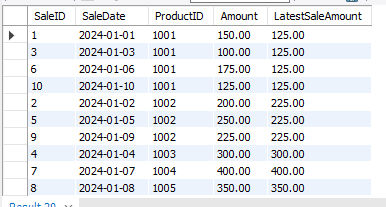 SaleID SaleDate ProductID Amount LatestSaleAmount
1 2024-01-01 1001 150.00 125.00
3 2024-01-03 1001 100.00 125.00
6 2024-01-06 1001 175.00 125.00
10 2024-01-10 1001 125.00 125.00
2 2024-01-02 1002 200.00 225.00
5 2024-01-05 1002 250.00 225.00
9 2024-01-09 1002 225.00 225.00
4 2024-01-04 1003 300.00 300.00
7 2024-01-07 1004 400.00 400.00
8 2024-01-08 1005 350.00 350.00